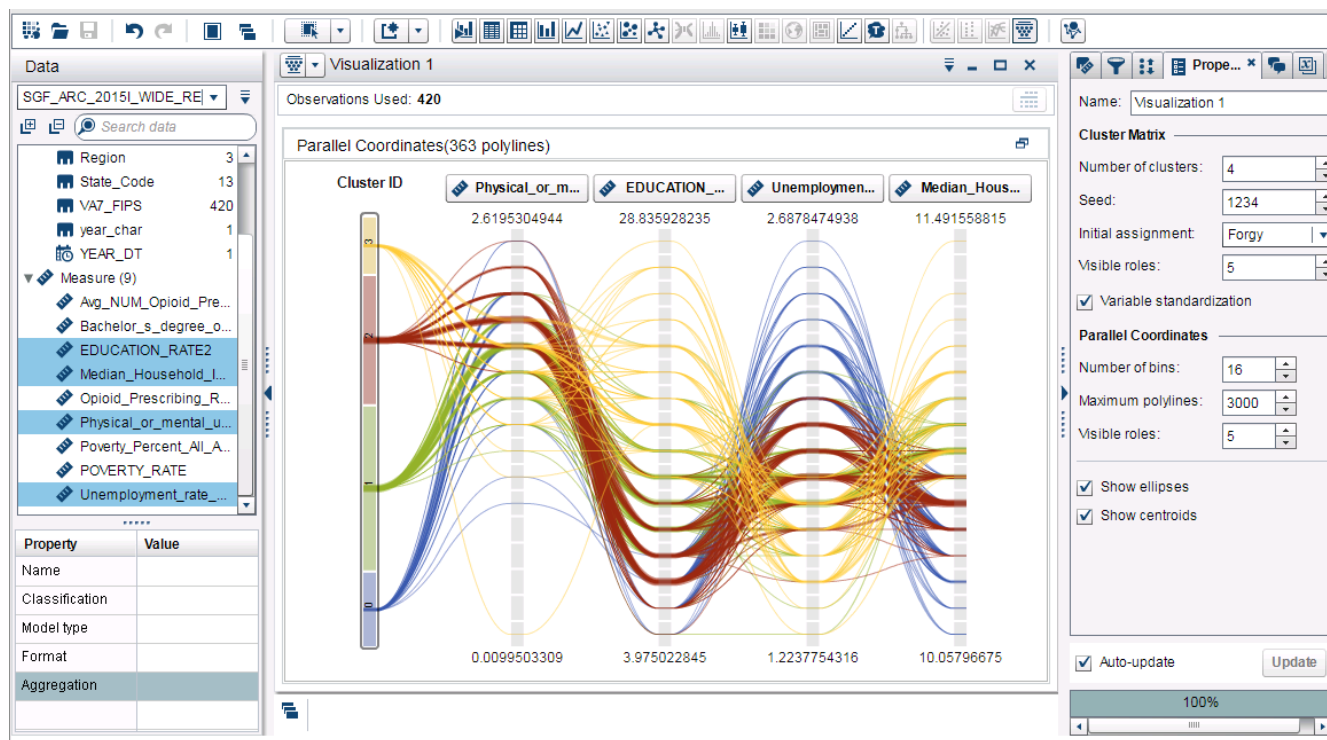 Data
SGF_ARC_2015I_WIDE_RE
Search data
Region 3
State_Code 13
VA7_FIPS 420
year_char 1
YEAR_DT 1
Measure (9)
Avg_NUM_Opioid_Pre...
Bachelor_s_degree_o...
EDUCATION_RATE2
Median_Household_I...
Opioid_Prescribing_R...
Physical_or_mental_u...
Poverty_Percent_All_A...
POVERTY_RATE
Unemployment_rate_...
Property Value
Name
Classification
Model type
Format
Aggregation
Visualization 1
Observations Used: 420
Parallel Coordinates(363 polylines)
Cluster ID
Physical_or_m...
EDUCATION_...
Unemploymen...
Median_Hous...
2.6195304944
28.835928235
2.6878474938
11.491558815
3
2
1
0
0.0099503309
3.975022845
1.2237754316
10.05796675
Prope...
Name: Visualization 1
Cluster Matrix
Number of clusters: 4
Seed: 1234
Initial assignment: Forgy
Visible roles: 5
Variable standardization
Parallel Coordinates
Number of bins: 16
Maximum polylines: 3000
Visible roles: 5
Show ellipses
Show centroids
Auto-update
Update
100%